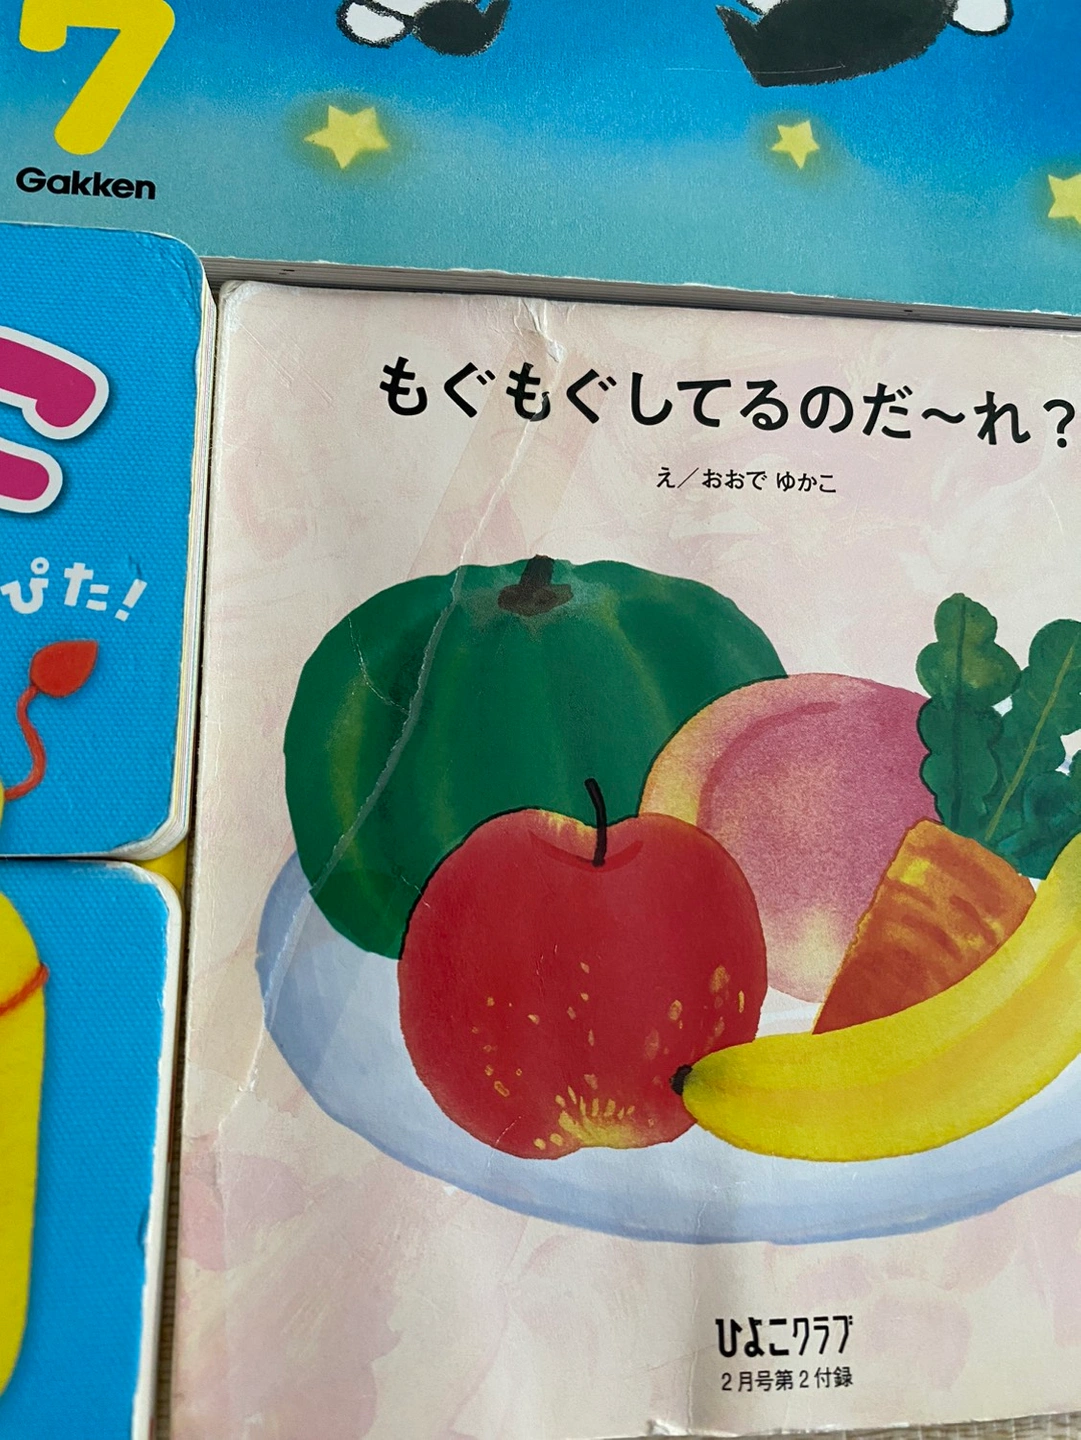 7
Gakken
こ
ぴた!
もぐもぐしてるのだ〜れ?
え/おおで ゆかこ
ひよこクラブ
2月号第2付録